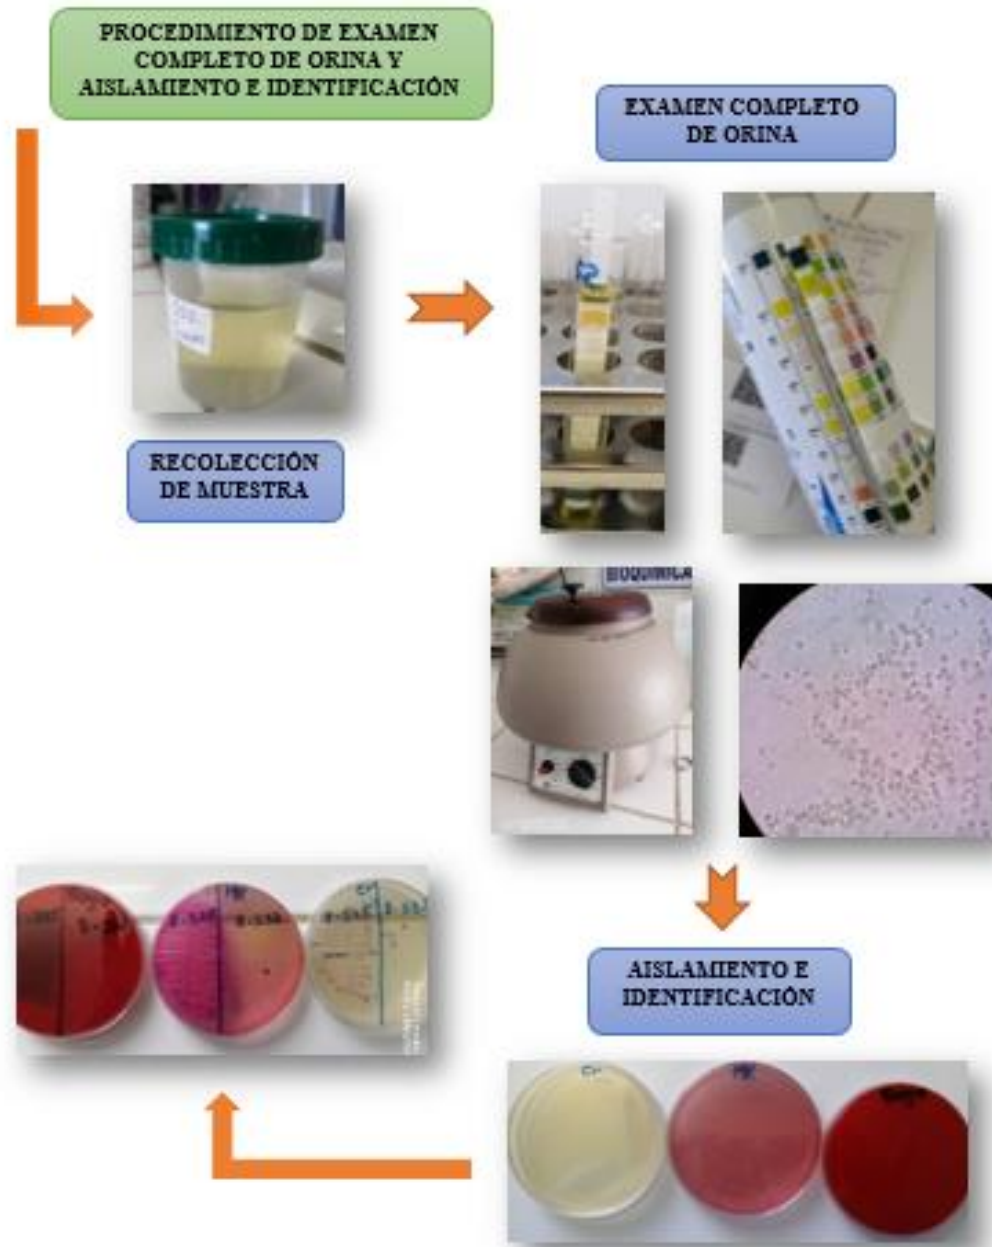 PROCEDIMIENTO DE EXAMEN
COMPLETO DE ORINA Y
AISLAMIENTO E IDENTIFICACIÓN
EXAMEN COMPLETO
DE ORINA
RECOLECCIÓN
DE MUESTRA
BIOQUIMICA
AISLAMIENTO E
IDENTIFICACIÓN